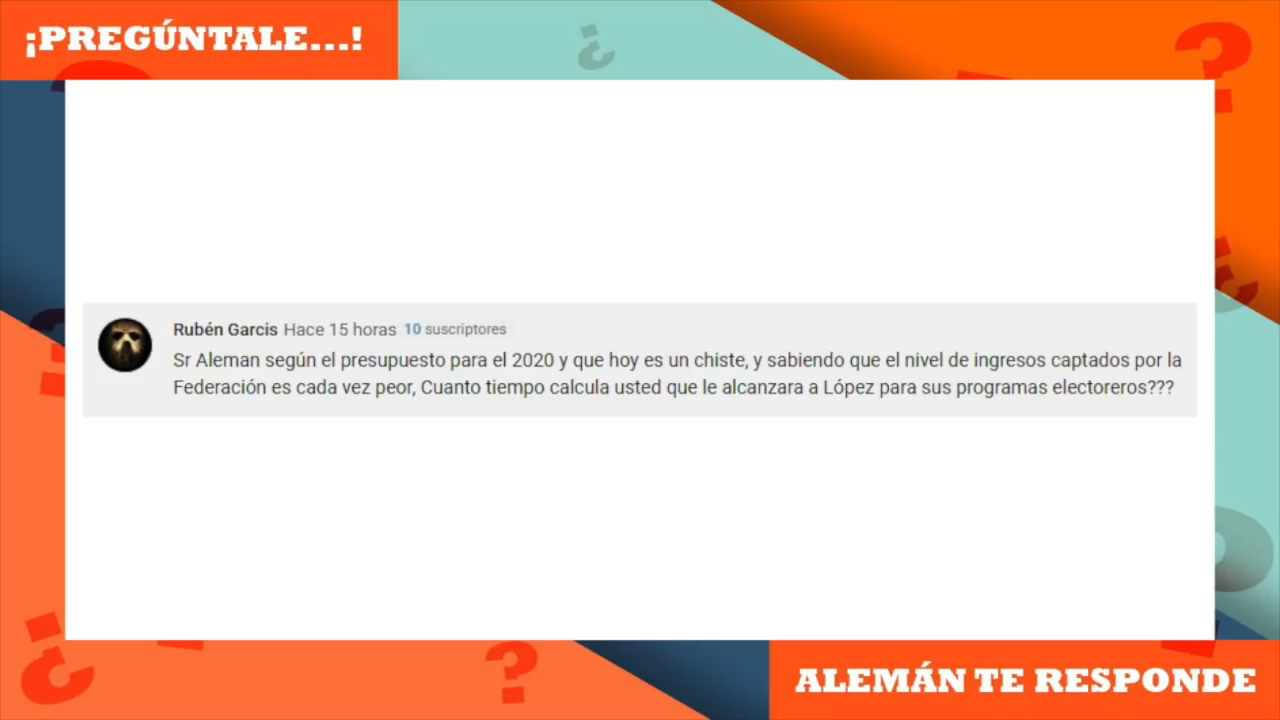 ¡PREGÚNTALE...!
Rubén Garcis Hace 15 horas 10 suscriptores
Sr Aleman según el presupuesto para el 2020 y que hoy es un chiste, y sabiendo que el nivel de ingresos captados por la
Federación es cada vez peor, Cuanto tiempo calcula usted que le alcanzara a López para sus programas electoreros???
ALEMÁN TE RESPONDE